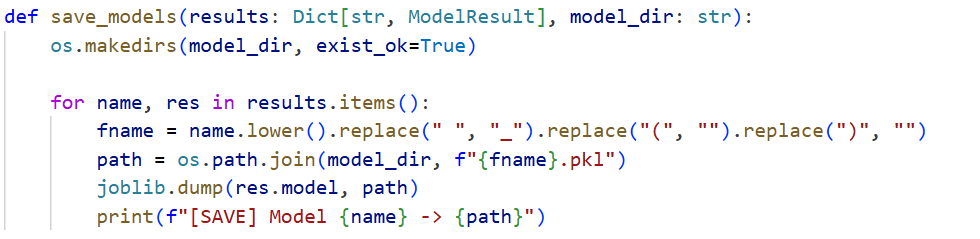 def save_models(results: Dict[str, ModelResult], model_dir: str):
    os.makedirs(model_dir, exist_ok=True)

    for name, res in results.items():
        fname = name.lower().replace(" ", "_").replace("(", "").replace(")", "")
        path = os.path.join(model_dir, f"{fname}.pkl")
        joblib.dump(res.model, path)
        print(f"[SAVE] Model {name} -> {path}")